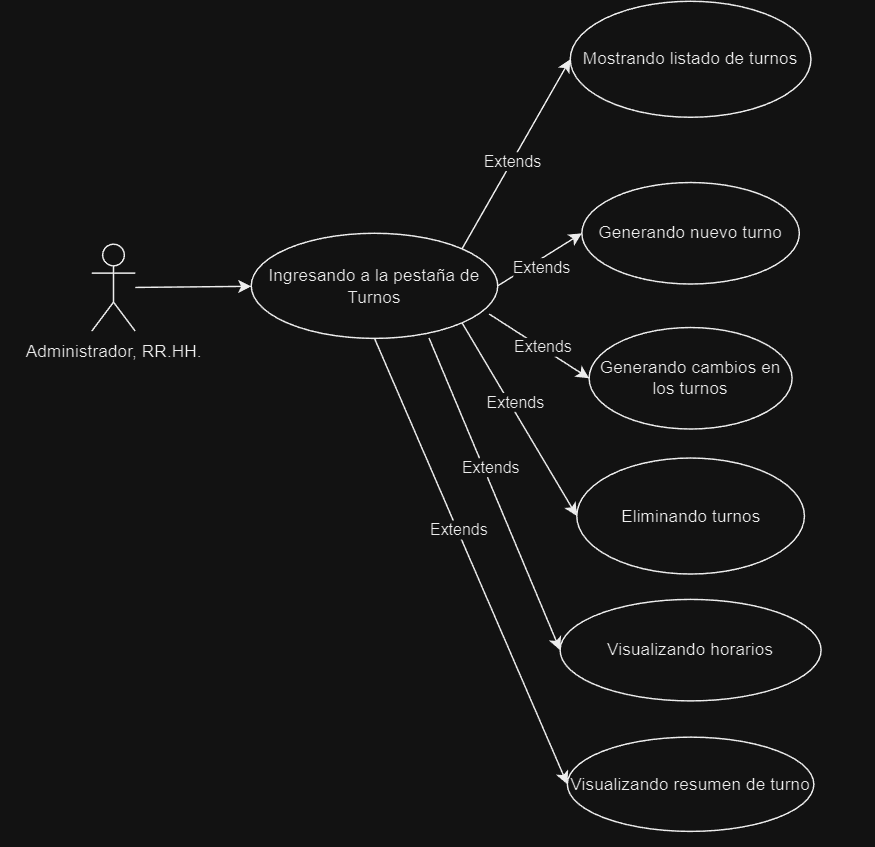 Mostrando listado de turnos
Extends
Generando nuevo turno
Extends
Ingresando a la pestaña de
Turnos
Administrador, RR.HH.
Extends
Generando cambios en
los turnos
Extends
Extends
Eliminando turnos
Extends
Visualizando horarios
Visualizando resumen de turno